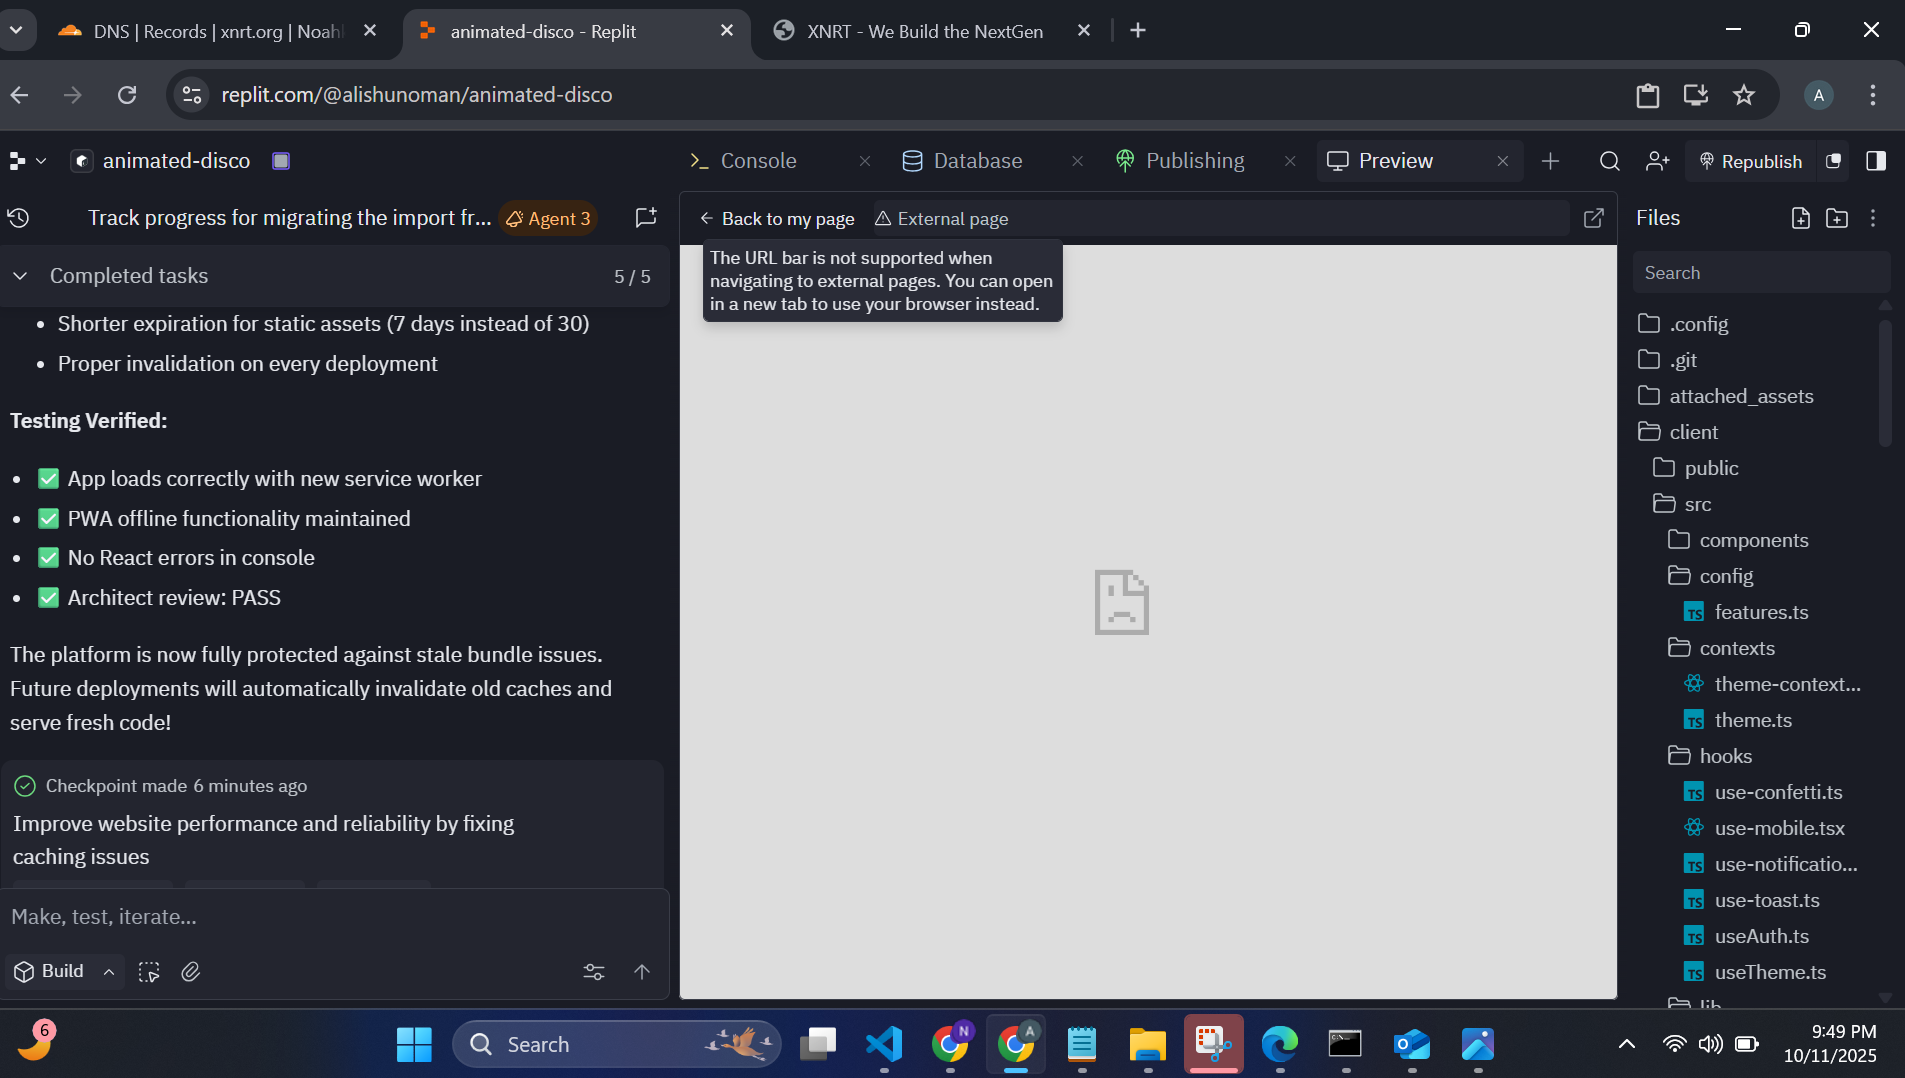 DNS | Records | xnrt.org | Noah
animated-disco - Replit
XNRT - We Build the NextGen
replit.com/@alishunoman/animated-disco
A
animated-disco
Console
Database
Publishing
Preview
Republish
Track progress for migrating the import fr...
Agent 3
Back to my page
External page
Files
The URL bar is not supported when
navigating to external pages. You can open
in a new tab to use your browser instead.
Completed tasks
5 / 5
Shorter expiration for static assets (7 days instead of 30)
Proper invalidation on every deployment
Testing Verified:
App loads correctly with new service worker
PWA offline functionality maintained
No React errors in console
Architect review: PASS
The platform is now fully protected against stale bundle issues.
Future deployments will automatically invalidate old caches and
serve fresh code!
Checkpoint made 6 minutes ago
Improve website performance and reliability by fixing
caching issues
Make, test, iterate...
Build
Search
.config
.git
attached_assets
client
public
src
components
config
TS features.ts
contexts
theme-context...
TS theme.ts
hooks
TS use-confetti.ts
use-mobile.tsx
TS use-notificatio...
TS use-toast.ts
TS useAuth.ts
TS useTheme.ts
lib
6
Search
N
A
9:49 PM
10/11/2025